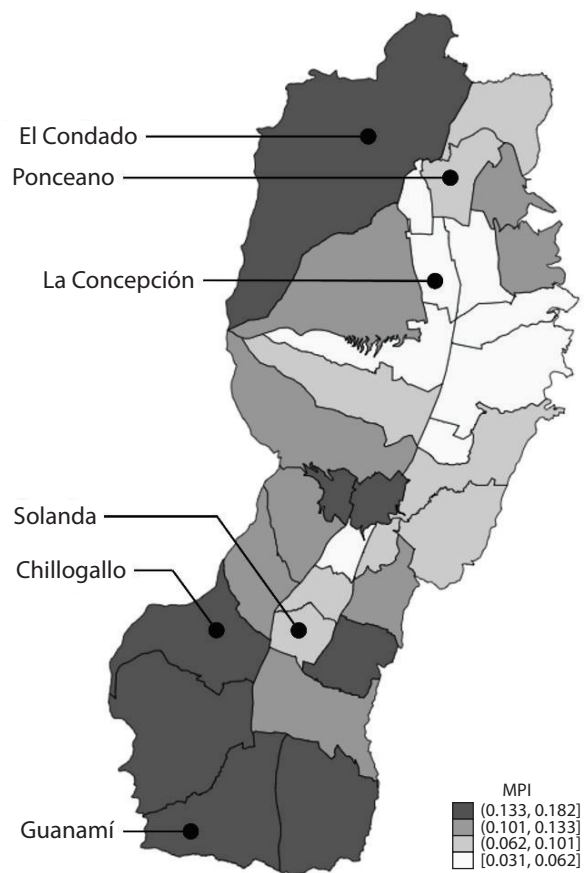 El Condado
Ponceano
La Concepción
Solanda
Chillogallo
Guanamí
MPI
(0.133, 0.182]
(0.101, 0.133]
(0.062, 0.101]
[0.031, 0.062]